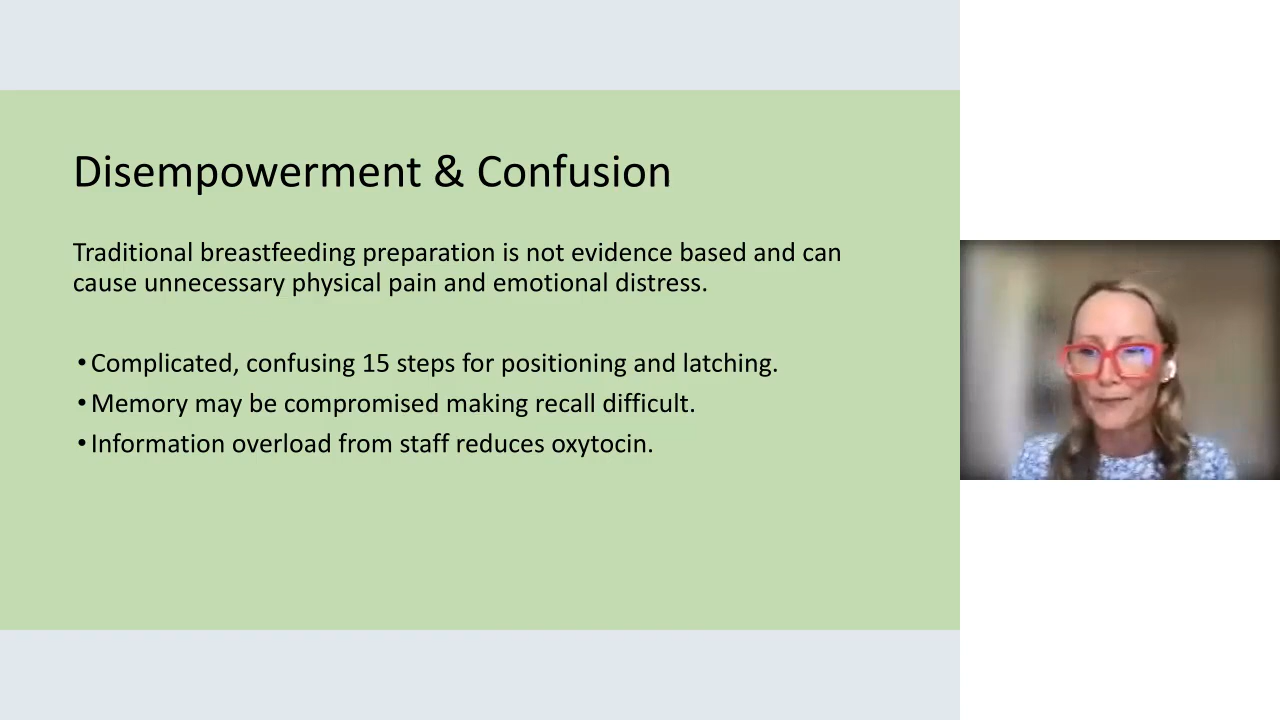 Disempowerment & Confusion
Traditional breastfeeding preparation is not evidence based and can
cause unnecessary physical pain and emotional distress.
•Complicated, confusing 15 steps for positioning and latching.
•Memory may be compromised making recall difficult.
•Information overload from staff reduces oxytocin.